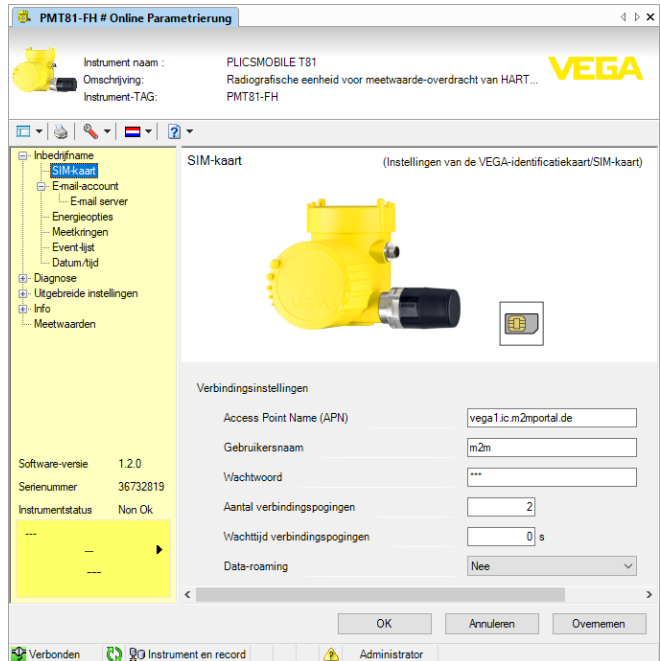 PMT81-FH # Online Parametrierung
Instrument naam : PLICSMOBILE T81
Omschrijving: Radiografische eenheid voor meetwaarde-overdracht van HART...
Instrument-TAG: PMT81-FH
VEGA
Inbedrijfname
SIM-kaart
E-mail-account
E-mail server
Energieopties
Meetkringen
Event-lijst
Datum/tijd
Diagnose
Uitgebreide instellingen
Info
Meetwaarden
Software-versie 1.2.0
Serienummer 36732819
Instrumentstatus Non Ok
---
---
---
SIM-kaart (Instellingen van de VEGA-identificatiekaart/SIM-kaart)
VEGA
Verbindingsinstellingen
Access Point Name (APN) vega1.ic.m2mportal.de
Gebruikersnaam m2m
Wachtwoord ***
Aantal verbindingspogingen 2
Wachttijd verbindingspogingen 0 s
Data-roaming Nee
OK Annuleren Overnemen
Verbonden Instrument en record Administrator